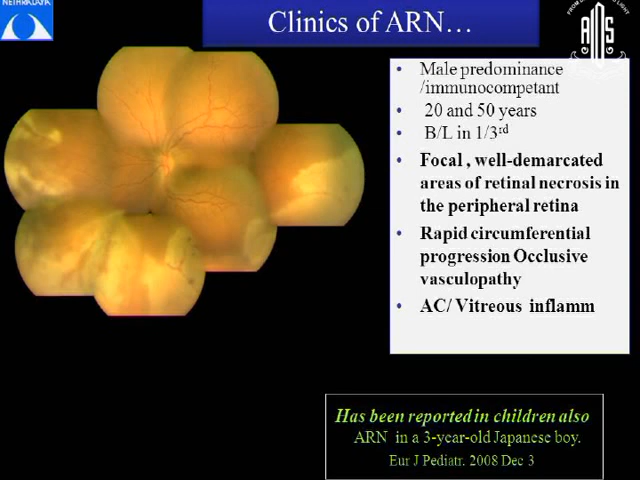 NETHRALAYA
Clinics of ARN…
AIOS
• Male predominance
/immunocompetant
• 20 and 50 years
• B/L in 1/3rd
• Focal , well-demarcated
areas of retinal necrosis in
the peripheral retina
• Rapid circumferential
progression Occlusive
vasculopathy
• AC/ Vitreous inflamm
Has been reported in children also
ARN in a 3-year-old Japanese boy.
Eur J Pediatr. 2008 Dec 3